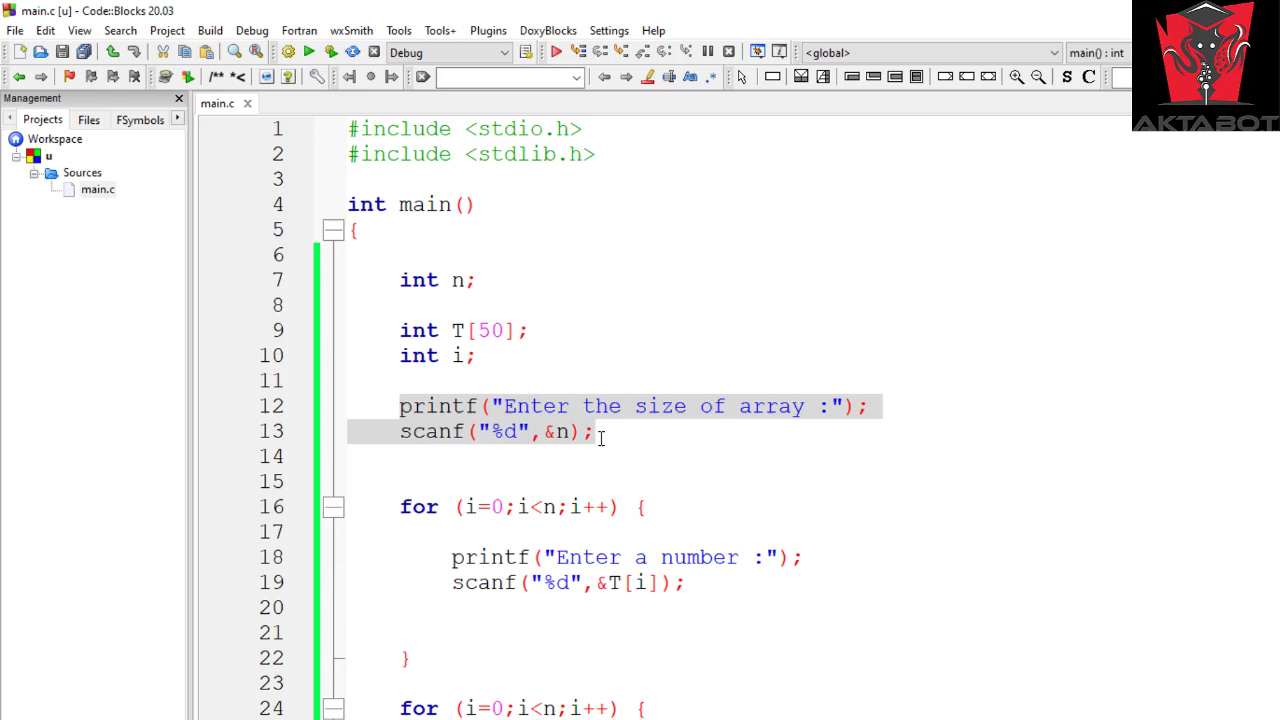 main.c [u] - Code::Blocks 20.03
File Edit View Search Project Build Debug Fortran wxSmith Tools Tools+ Plugins DoxyBlocks Settings Help
Debug <global> main() : int
/** *< Aa .* S C
Management
Projects Files FSymbols
main.c
Workspace
u
Sources
main.c
AKTABOT
1 #include <stdio.h>
2 #include <stdlib.h>
3
4 int main()
5 {
6
7 int n;
8
9 int T[50];
10 int i;
11
12 printf("Enter the size of array :");
13 scanf("%d",&n);
14
15
16 for (i=0;i<n;i++) {
17
18 printf("Enter a number :");
19 scanf("%d",&T[i]);
20
21
22 }
23
24 for (i=0;i<n;i++) {